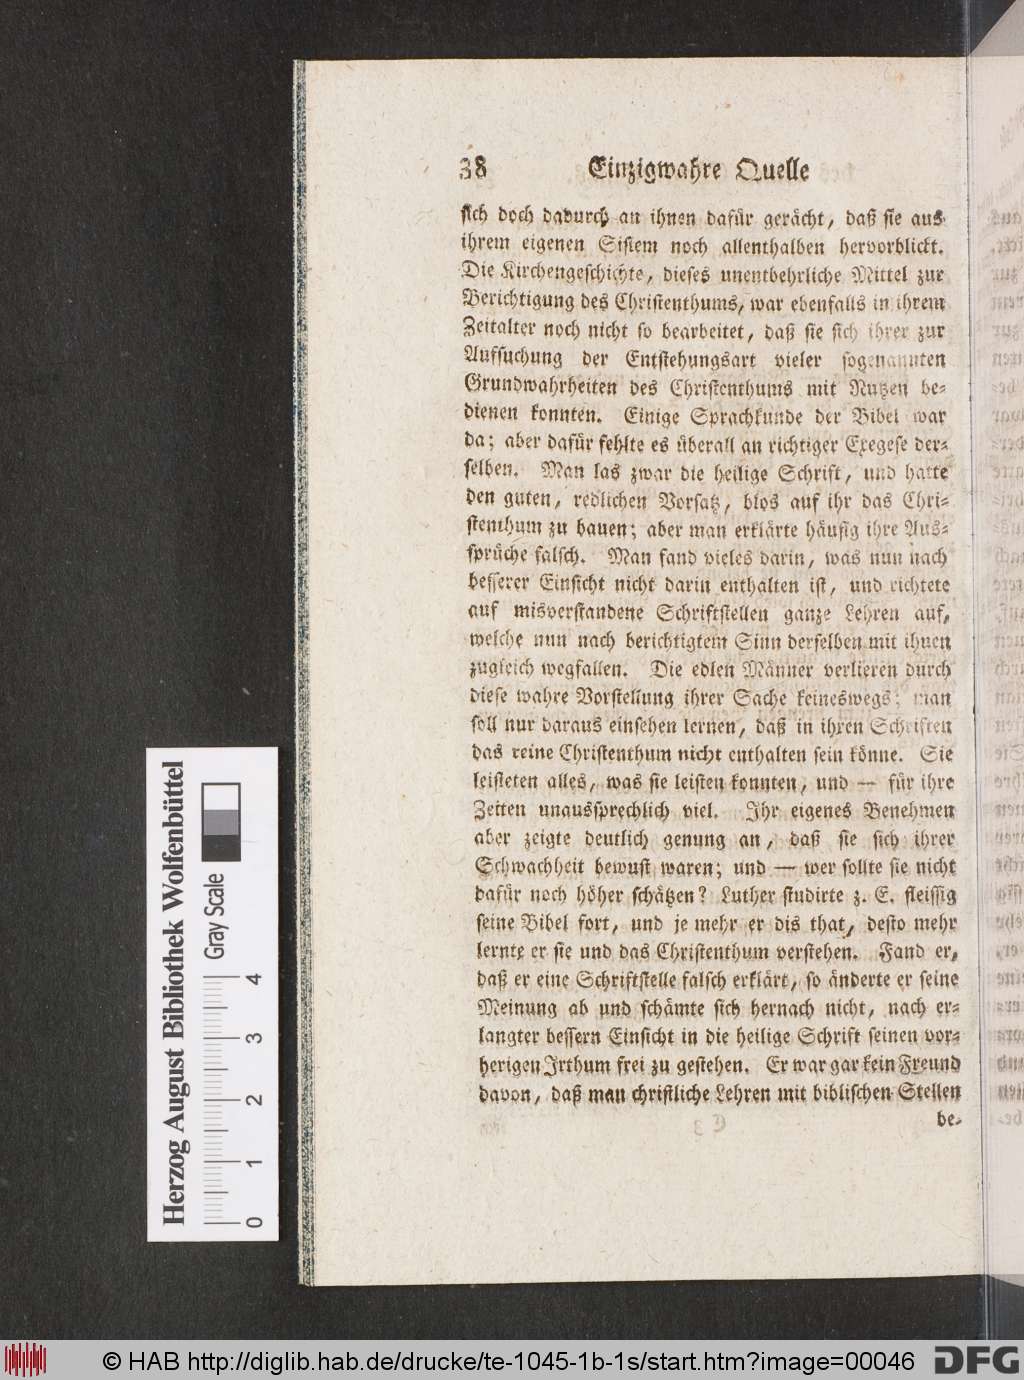 38 Einzigwahre Quelle
sich doch dadurch an ihnen dafür gerächt, daß sie aus
ihrem eigenen Sistem noch allenthalben hervorblickt.
Die Kirchengeschichte, dieses unentbehrliche Mittel zur
Berichtigung des Christenthums, war ebenfalls in ihrem
Zeitalter noch nicht so bearbeitet, daß sie sich ihrer zur
Aufsuchung der Entstehungsart vieler sogenannten
Grundwahrheiten des Christenthums mit Nutzen be-
dienen konnten. Einige Sprachkunde der Bibel war
da; aber dafür fehlte es überall an richtiger Exegese der-
selben. Man las zwar die heilige Schrift, und hatte
den guten, redlichen Vorsatz, blos auf ihr das Chri-
stenthum zu bauen; aber man erklärte häufig ihre Aus-
sprüche falsch. Man fand vieles darin, was nun nach
besserer Einsicht nicht darin enthalten ist, und richtete
auf misverstandene Schriftstellen ganze Lehren auf,
welche nun nach berichtigtem Sinn derselben mit ihnen
zugleich wegfallen. Die edlen Männer verlieren durch
diese wahre Vorstellung ihrer Sache keineswegs; man
soll nur daraus einsehen lernen, daß in ihren Schriften
das reine Christenthum nicht enthalten sein könne. Sie
leisteten alles, was sie leisten konnten, und — für ihre
Zeiten unaussprechlich viel. Ihr eigenes Benehmen
aber zeigte deutlich genung an, daß sie sich ihrer
Schwachheit bewust waren; und — wer sollte sie nicht
dafür noch höher schätzen? Luther studirte z. E. fleissig
seine Bibel fort, und je mehr er dis that, desto mehr
lernte er sie und das Christenthum verstehen. Fand er,
daß er eine Schriftstelle falsch erklärt, so änderte er seine
Meinung ab und schämte sich hernach nicht, nach er-
langter bessern Einsicht in die heilige Schrift seinen vor-
herigen Irthum frei zu gestehen. Er war gar kein Freund
davon, daß man christliche Lehren mit biblischen Stellen
be-
Herzog August Bibliothek Wolfenbüttel
Gray Scale
0 1 2 3 4
© HAB http://diglib.hab.de/drucke/te-1045-1b-1s/start.htm?image=00046
DFG